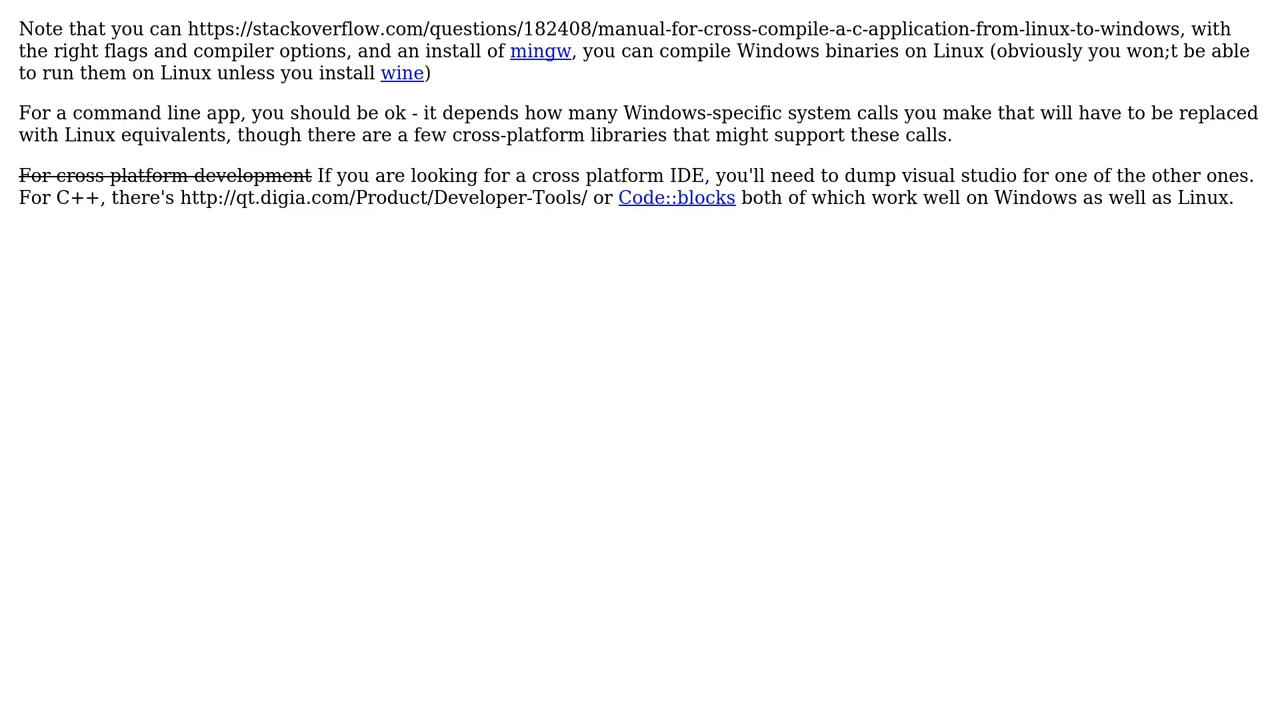 Note that you can https://stackoverflow.com/questions/182408/manual-for-cross-compile-a-c-application-from-linux-to-windows, with
the right flags and compiler options, and an install of mingw, you can compile Windows binaries on Linux (obviously you won;t be able
to run them on Linux unless you install wine)
For a command line app, you should be ok - it depends how many Windows-specific system calls you make that will have to be replaced
with Linux equivalents, though there are a few cross-platform libraries that might support these calls.
For cross platform development If you are looking for a cross platform IDE, you'll need to dump visual studio for one of the other ones.
For C++, there's http://qt.digia.com/Product/Developer-Tools/ or Code::blocks both of which work well on Windows as well as Linux.